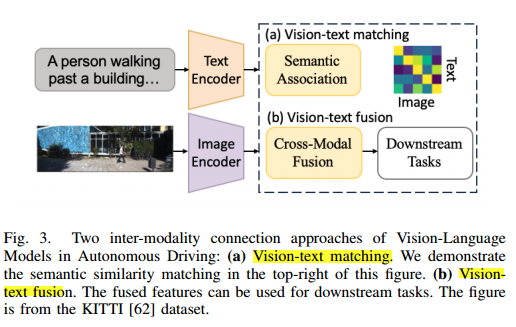 (a) Vision-text matching
A person walking
past a building...
Text
Encoder
Semantic
Association
Text
Image
(b) Vision-text fusion
Image
Encoder
Cross-Modal
Fusion
Downstream
Tasks
Fig. 3. Two inter-modality connection approaches of Vision-Language
Models in Autonomous Driving: (a) Vision-text matching. We demonstrate
the semantic similarity matching in the top-right of this figure. (b) Vision-
text fusion. The fused features can be used for downstream tasks. The figure
is from the KITTI [62] dataset.